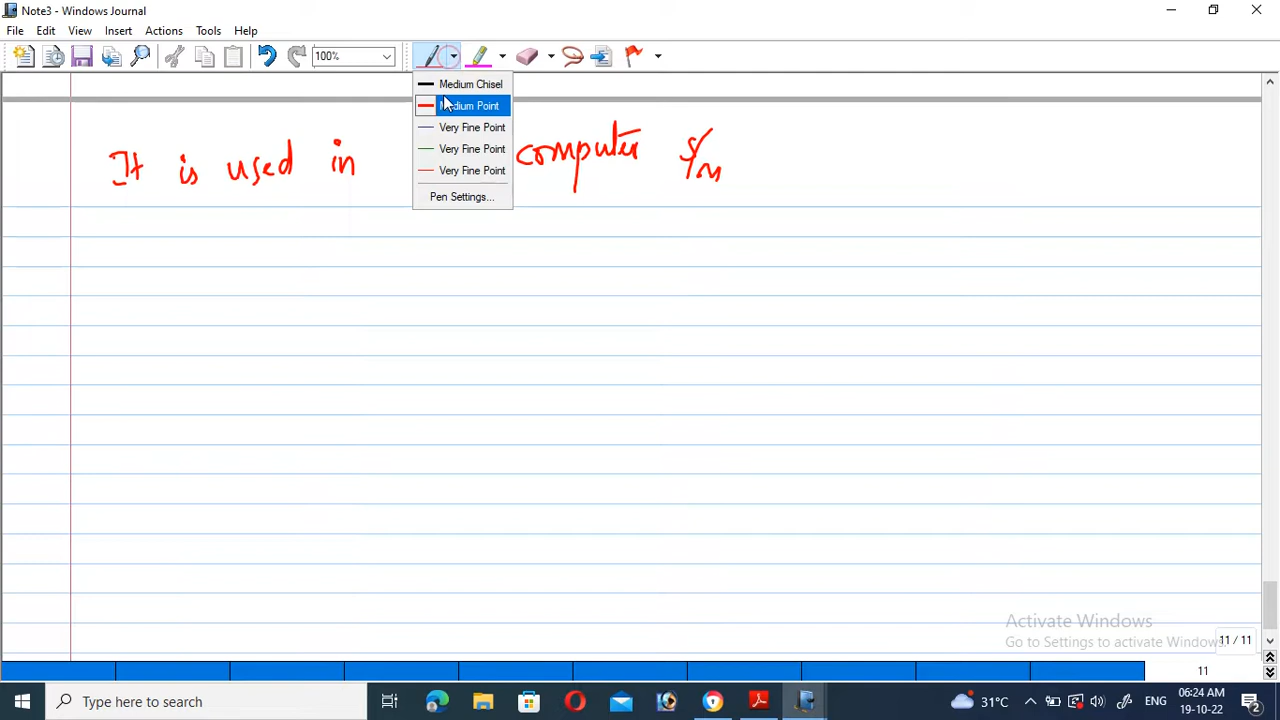 Note3 - Windows Journal
File Edit View Insert Actions Tools Help
100%
Medium Chisel
Medium Point
Very Fine Point
Very Fine Point
Very Fine Point
Pen Settings...
It is used in computer S/m
Activate Windows
Go to Settings to activate Windows.
11 / 11
11
Type here to search
31°C
ENG
06:24 AM
19-10-22
2